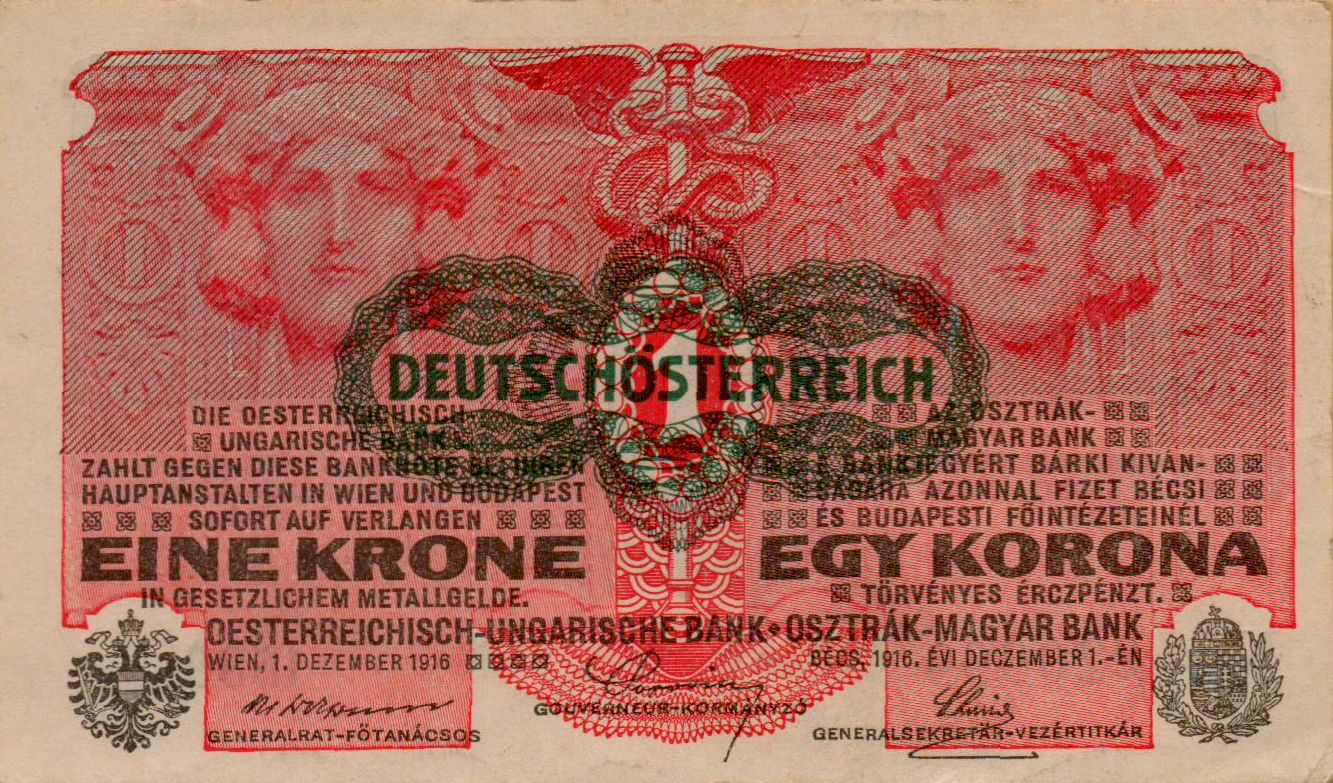 DEUTSCHÖSTERREICH
1
1
1
DIE OESTERREICHISCH-
UNGARISCHE BANK
ZAHLT GEGEN DIESE BANKNOTE BEI IHREN
HAUPTANSTALTEN IN WIEN UND BUDAPEST
SOFORT AUF VERLANGEN
EINE KRONE
IN GESETZLICHEM METALLGELDE.
AZ OSZTRÁK-
MAGYAR BANK
E BANKJEGYÉRT BÁRKI KIVÁN-
SÁGÁRA AZONNAL FIZET BÉCSI
ÉS BUDAPESTI FŐINTÉZETEINÉL
EGY KORONA
TÖRVÉNYES ÉRCZPÉNZT.
OESTERREICHISCH-UNGARISCHE BANK • OSZTRÁK-MAGYAR BANK
WIEN, 1. DEZEMBER 1916
BÉCS, 1916. ÉVI DECZEMBER 1.-ÉN
GOUVERNEUR-KORMÁNYZÓ
GENERALRAT-FŐTANÁCSOS
GENERALSEKRETÄR-VEZÉRTITKÁR